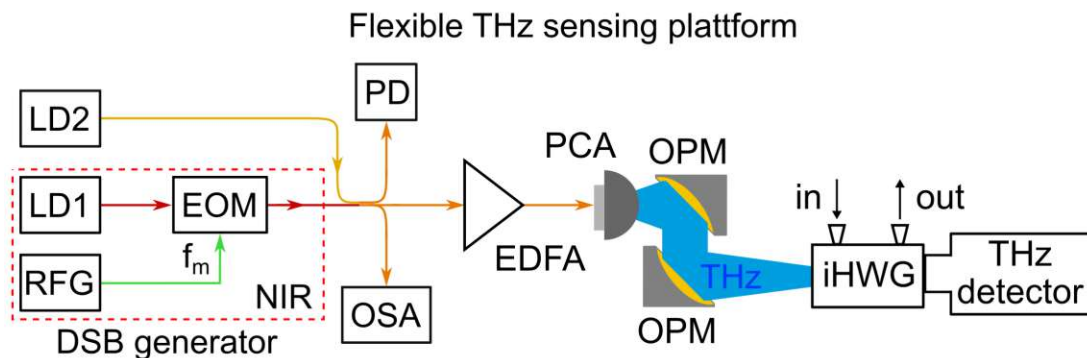 Flexible THz sensing plattform
LD2
PD
LD1
EOM
RFG
f_m
NIR
DSB generator
OSA
EDFA
PCA
OPM
THz
OPM
in
out
iHWG
THz
detector